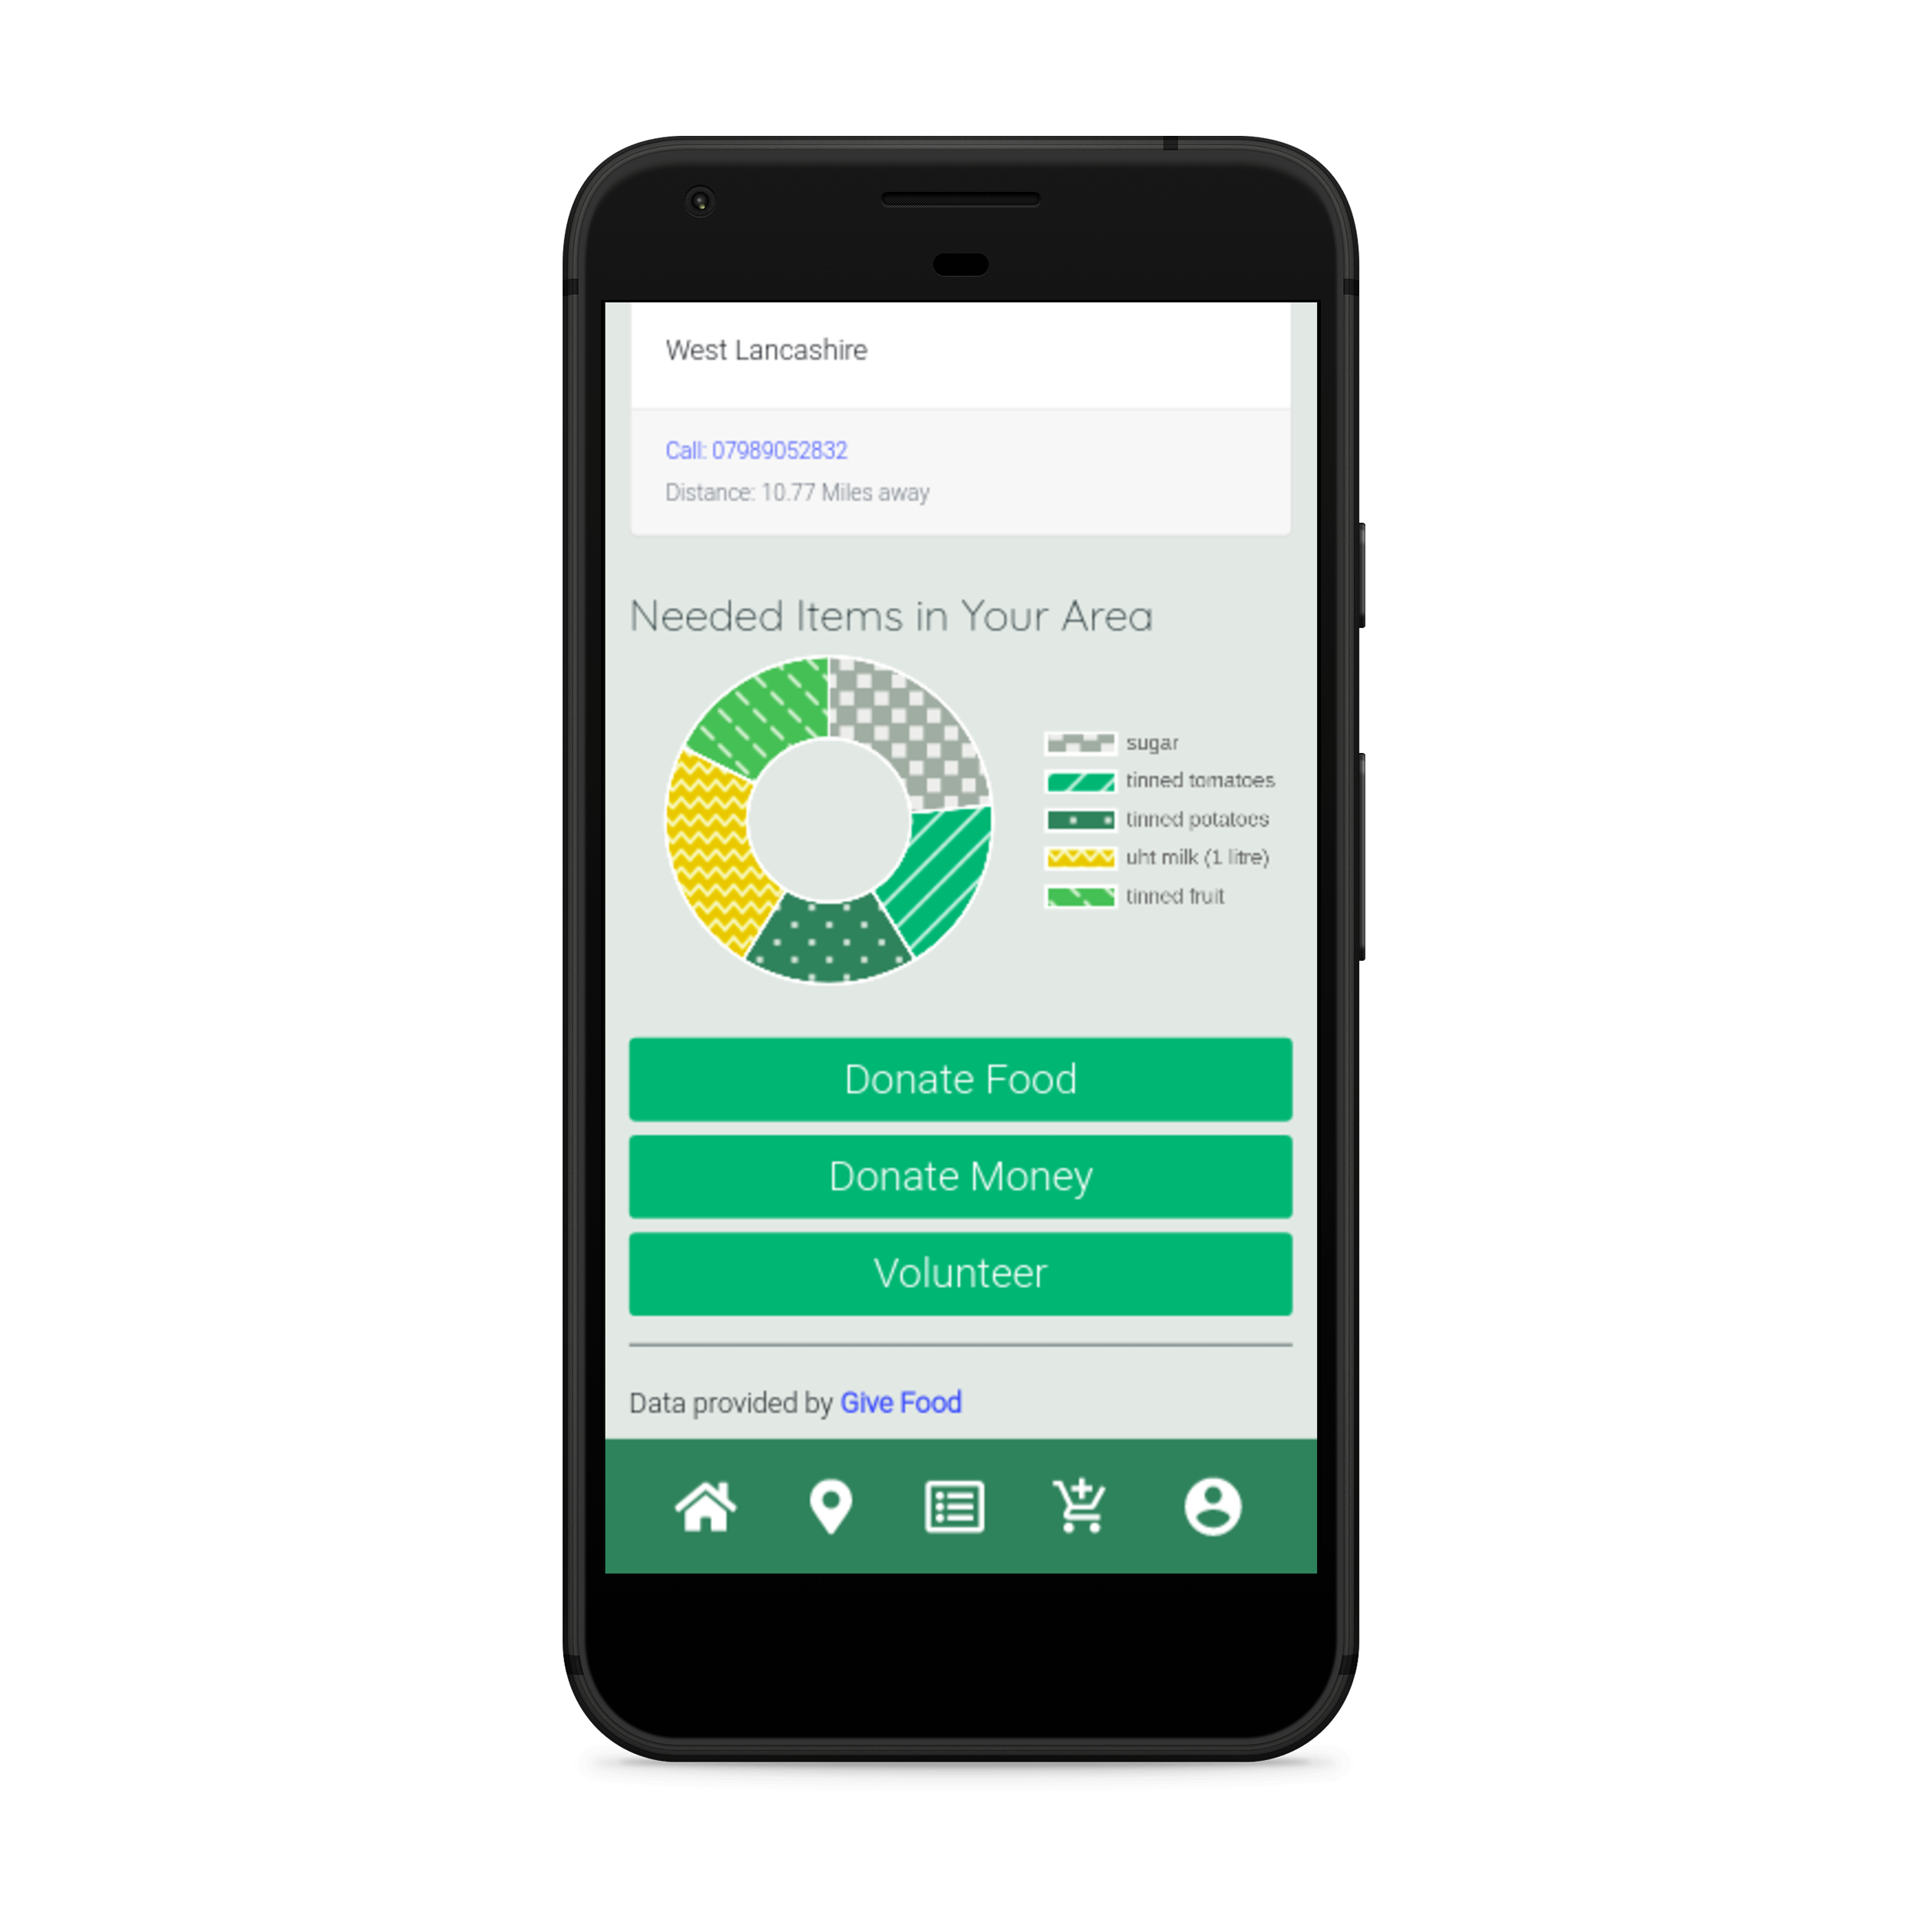 West Lancashire
Call: 07989052832
Distance: 10.77 Miles away
Needed Items in Your Area
sugar
tinned tomatoes
tinned potatoes
uht milk (1 litre)
tinned fruit
Donate Food
Donate Money
Volunteer
Data provided by Give Food